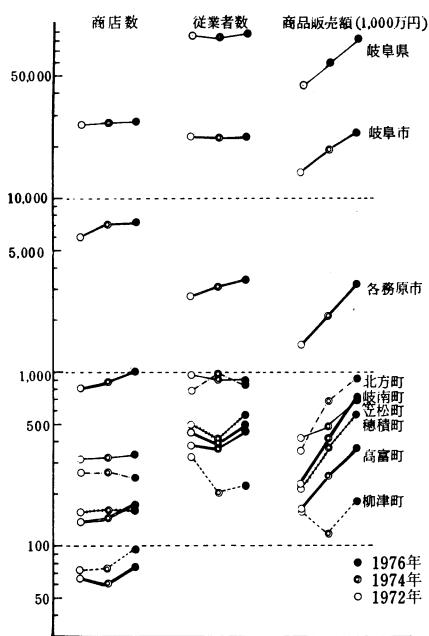 商店数 従業者数 商品販売額(1,000万円)
岐阜県
50,000
岐阜市
10,000
5,000
各務原市
1,000
北方町
岐南町
笠松町
500
穂積町
高富町
柳津町
100
1976年
1974年
50
1972年